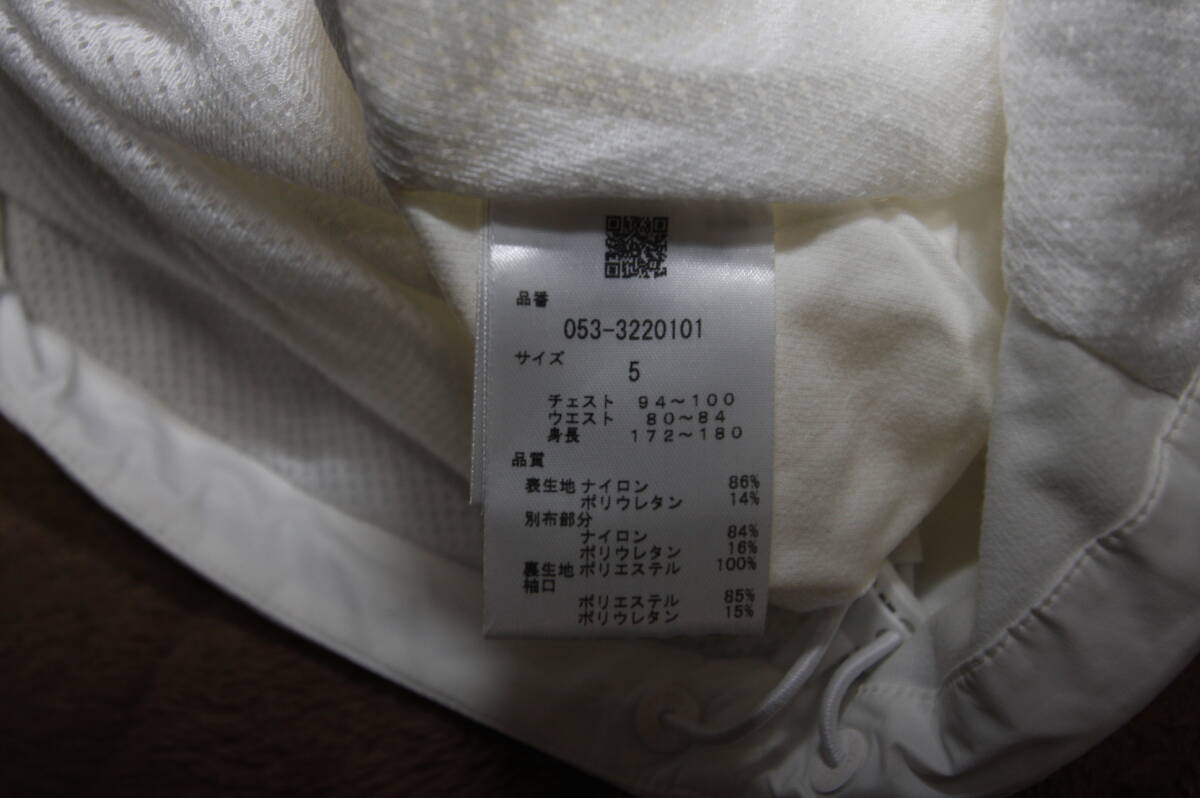 品番
053-3220101
サイズ
5
チェスト 94~100
ウエスト 80~84
身長 172~180
品質
表生地 ナイロン 86%
ポリウレタン 14%
別布部分
ナイロン 84%
ポリウレタン 16%
裏生地 ポリエステル 100%
袖口
ポリエステル 85%
ポリウレタン 15%